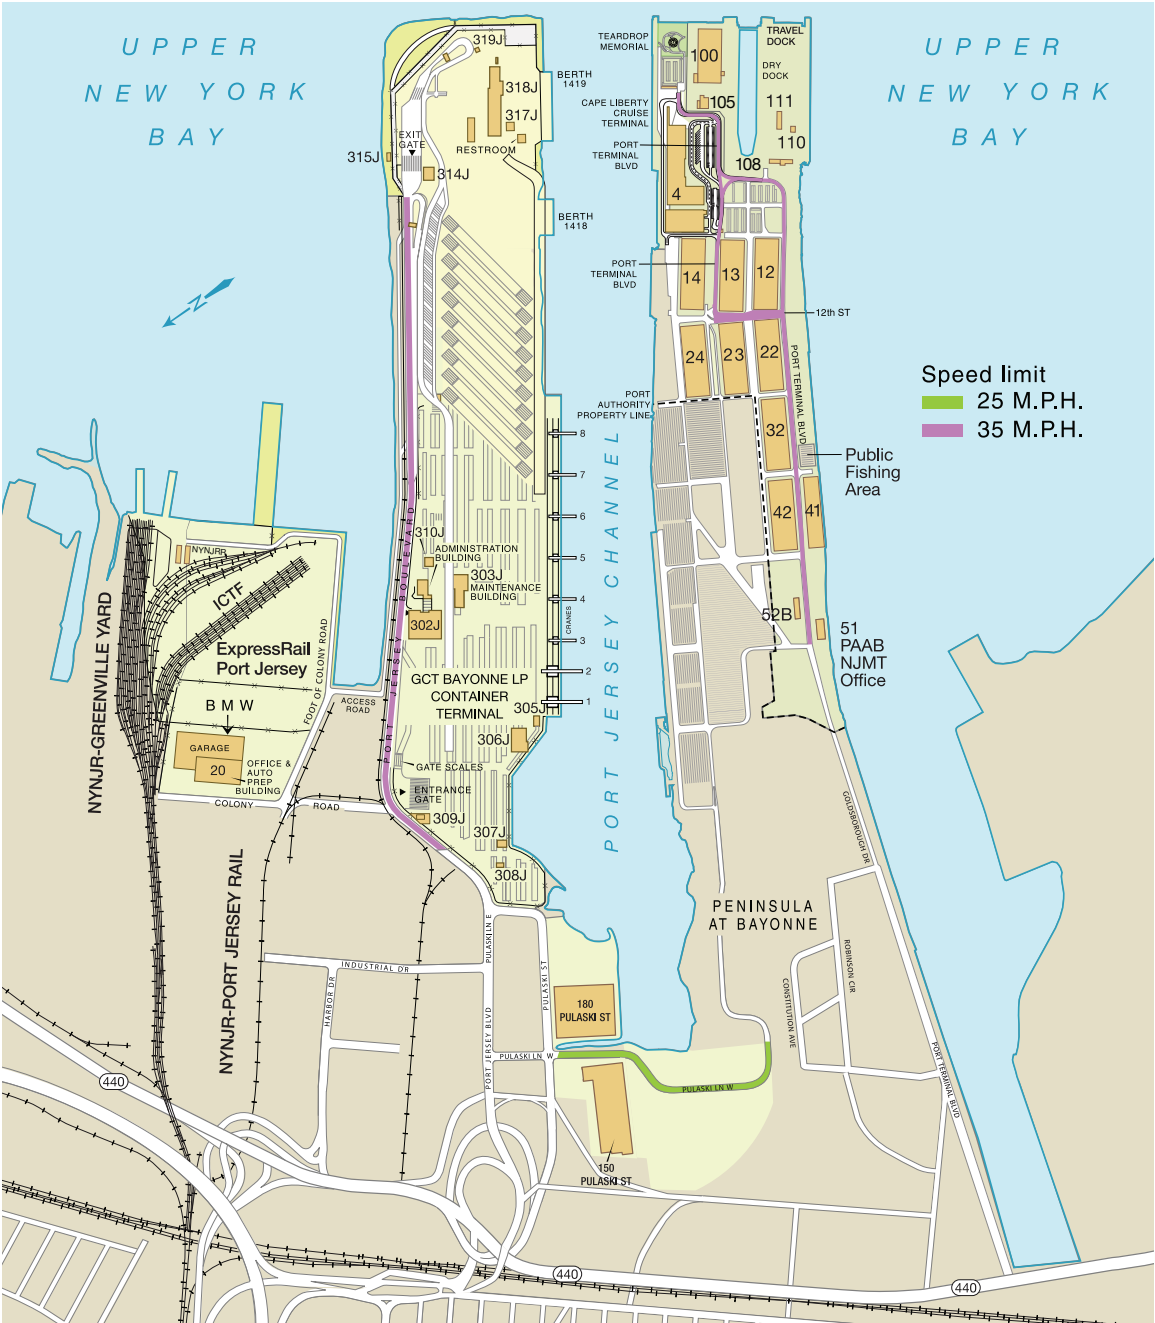 UPPER
NEW YORK
BAY
UPPER
NEW YORK
BAY
319J
318J
317J
RESTROOM
EXIT
GATE
315J
314J
BERTH
1419
BERTH
1418
TEARDROP
MEMORIAL
CAPE LIBERTY
CRUISE
TERMINAL
PORT
TERMINAL
BLVD
PORT
TERMINAL
BLVD
100
105
TRAVEL
DOCK
DRY
DOCK
111
110
108
4
14
13
12
12th ST
24
23
22
PORT TERMINAL BLVD
PORT
AUTHORITY
PROPERTY LINE
32
42
41
52B
Public
Fishing
Area
51
PAAB
NJMT
Office
Speed limit
25 M.P.H.
35 M.P.H.
N
8
7
6
5
4
3
2
1
CRANES
PORT JERSEY CHANNEL
PORT JERSEY BOULEVARD
310J
ADMINISTRATION
BUILDING
303J
MAINTENANCE
BUILDING
302J
GCT BAYONNE LP
CONTAINER
TERMINAL
305J
306J
GATE SCALES
ENTRANCE
GATE
309J
307J
308J
NYNJRR
ICTF
ExpressRail
Port Jersey
BMW
GARAGE
20
OFFICE &
AUTO
PREP
BUILDING
FOOT OF COLONY ROAD
ACCESS
ROAD
COLONY
ROAD
NYNJR-GREENVILLE YARD
NYNJR-PORT JERSEY RAIL
INDUSTRIAL DR
HARBOR DR
PULASKI LN E
PULASKI ST
PORT JERSEY BLVD
PULASKI LN W
PULASKI LN W
180
PULASKI ST
150
PULASKI ST
PENINSULA
AT BAYONNE
GOLDSBOROUGH DR
ROBINSON CIR
CONSTITUTION AVE
PORT TERMINAL BLVD
440
440
440